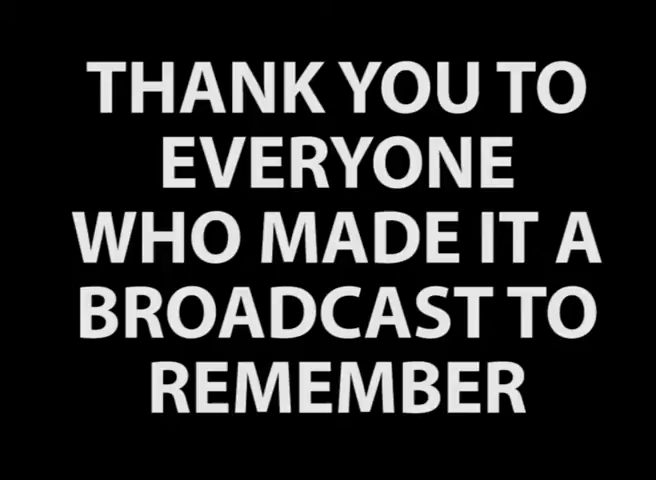 THANK YOU TO
EVERYONE
WHO MADE IT A
BROADCAST TO
REMEMBER